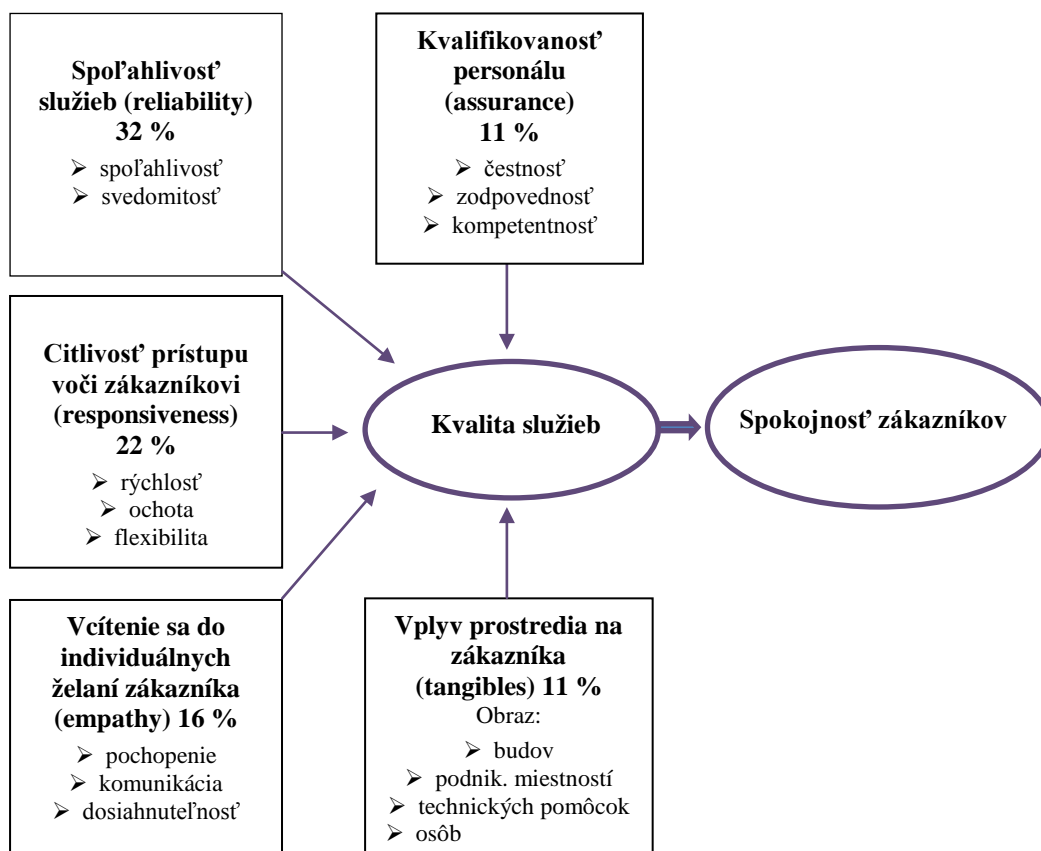 Spoľahlivosť
služieb (reliability)
32 %
➢ spoľahlivosť
➢ svedomitosť
Kvalifikovanosť
personálu
(assurance)
11 %
➢ čestnosť
➢ zodpovednosť
➢ kompetentnosť
Citlivosť prístupu
voči zákazníkovi
(responsiveness)
22 %
➢ rýchlosť
➢ ochota
➢ flexibilita
Kvalita služieb
Spokojnosť zákazníkov
Vcítenie sa do
individuálnych
želaní zákazníka
(empathy) 16 %
➢ pochopenie
➢ komunikácia
➢ dosiahnuteľnosť
Vplyv prostredia na
zákazníka
(tangibles) 11 %
Obraz:
➢ budov
➢ podnik. miestností
➢ technických pomôcok
➢ osôb